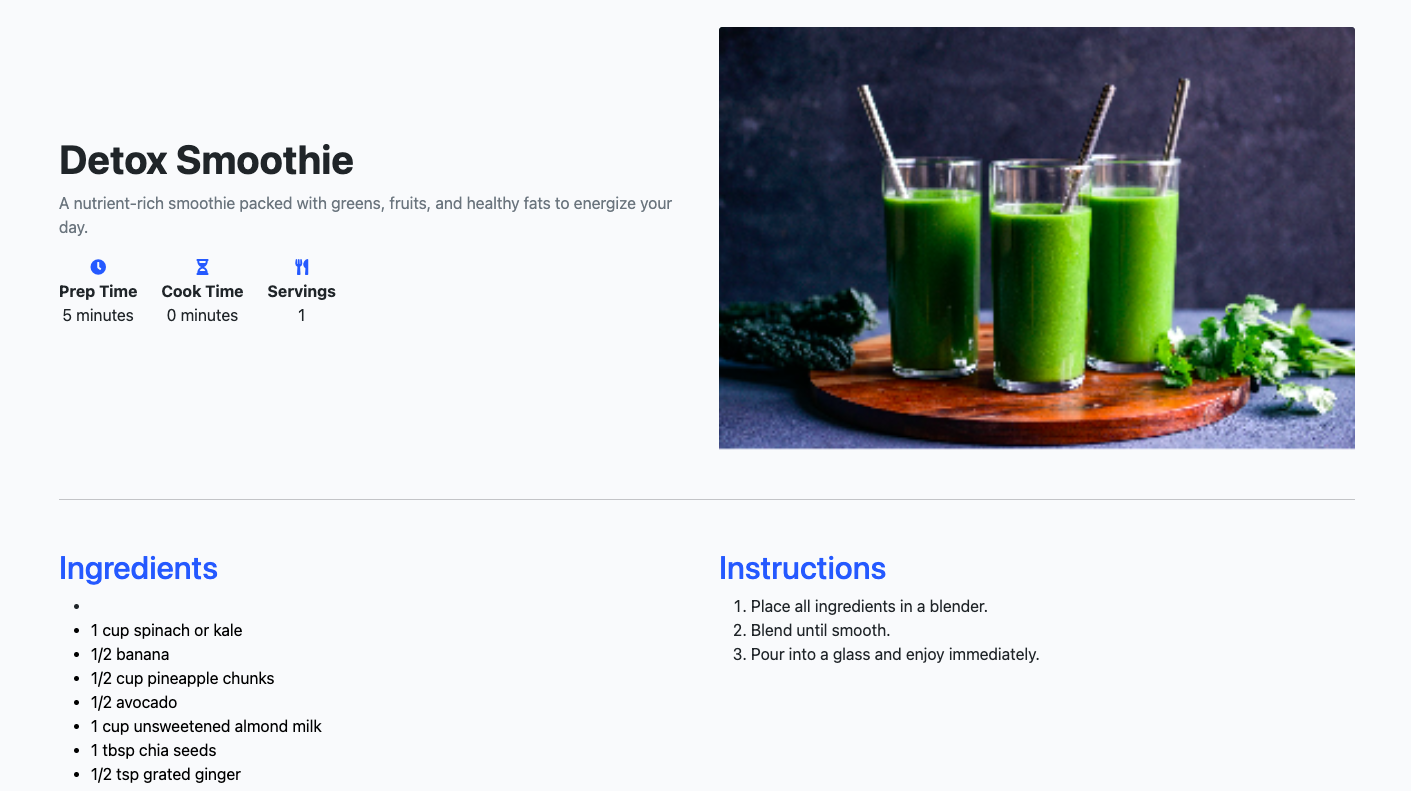 Detox Smoothie
A nutrient-rich smoothie packed with greens, fruits, and healthy fats to energize your
day.
Prep Time
5 minutes
Cook Time
0 minutes
Servings
1
Ingredients
•
• 1 cup spinach or kale
• 1/2 banana
• 1/2 cup pineapple chunks
• 1/2 avocado
• 1 cup unsweetened almond milk
• 1 tbsp chia seeds
• 1/2 tsp grated ginger
Instructions
1. Place all ingredients in a blender.
2. Blend until smooth.
3. Pour into a glass and enjoy immediately.